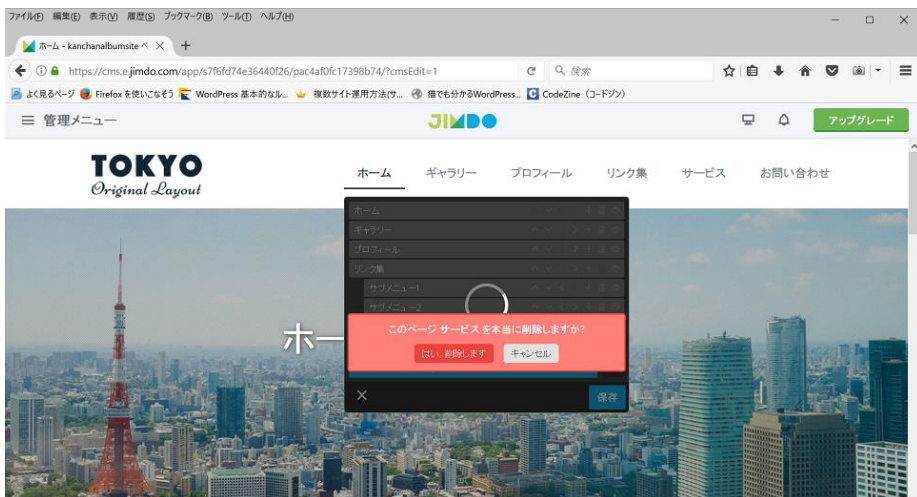 ファイル(F) 編集(E) 表示(V) 履歴(S) ブックマーク(B) ツール(T) ヘルプ(H)
ホーム - kanchanalbumsite ペ
https://cms.e.jimdo.com/app/s7f6fd74e36440f26/pac4af0fc17398b74/?cmsEdit=1
検索
よく見るページ Firefox を使いこなそう WordPress 基本的なル... 複数サイト運用方法(サ... 猫でも分かるWordPress... CodeZine（コードジン）
管理メニュー JIMDO アップグレード
TOKYO
Original Layout
ホーム ギャラリー プロフィール リンク集 サービス お問い合わせ
ホーム
ギャラリー
プロフィール
リンク集
サブメニュー1
サブメニュー2
ホー
このページ サービス を本当に削除しますか?
はい、削除します キャンセル
保存